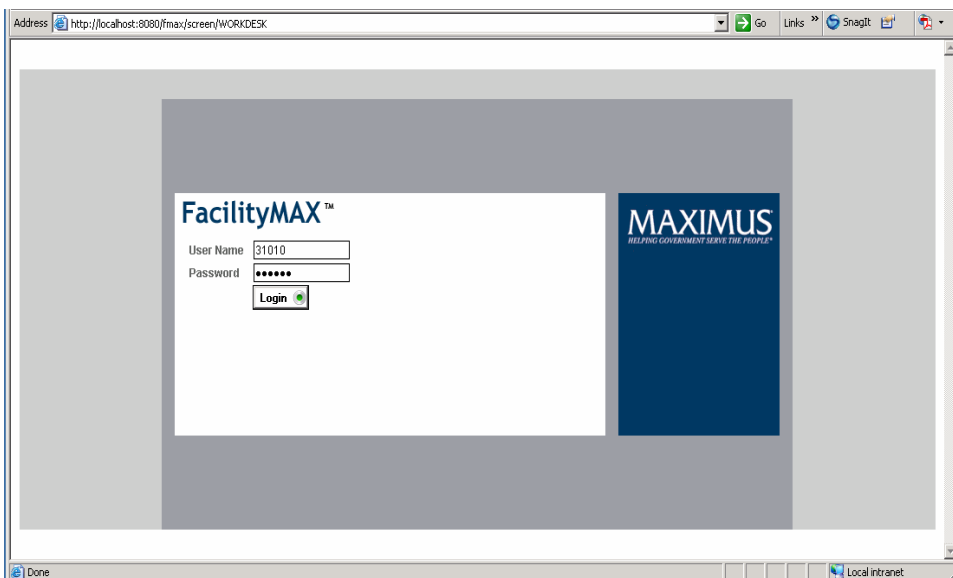 Address http://localhost:8080/fmax/screen/WORKDESK Go Links » SnagIt
FacilityMAX™
MAXIMUS
HELPING GOVERNMENT SERVE THE PEOPLE®
User Name 31010
Password ••••••
Login
Done Local intranet